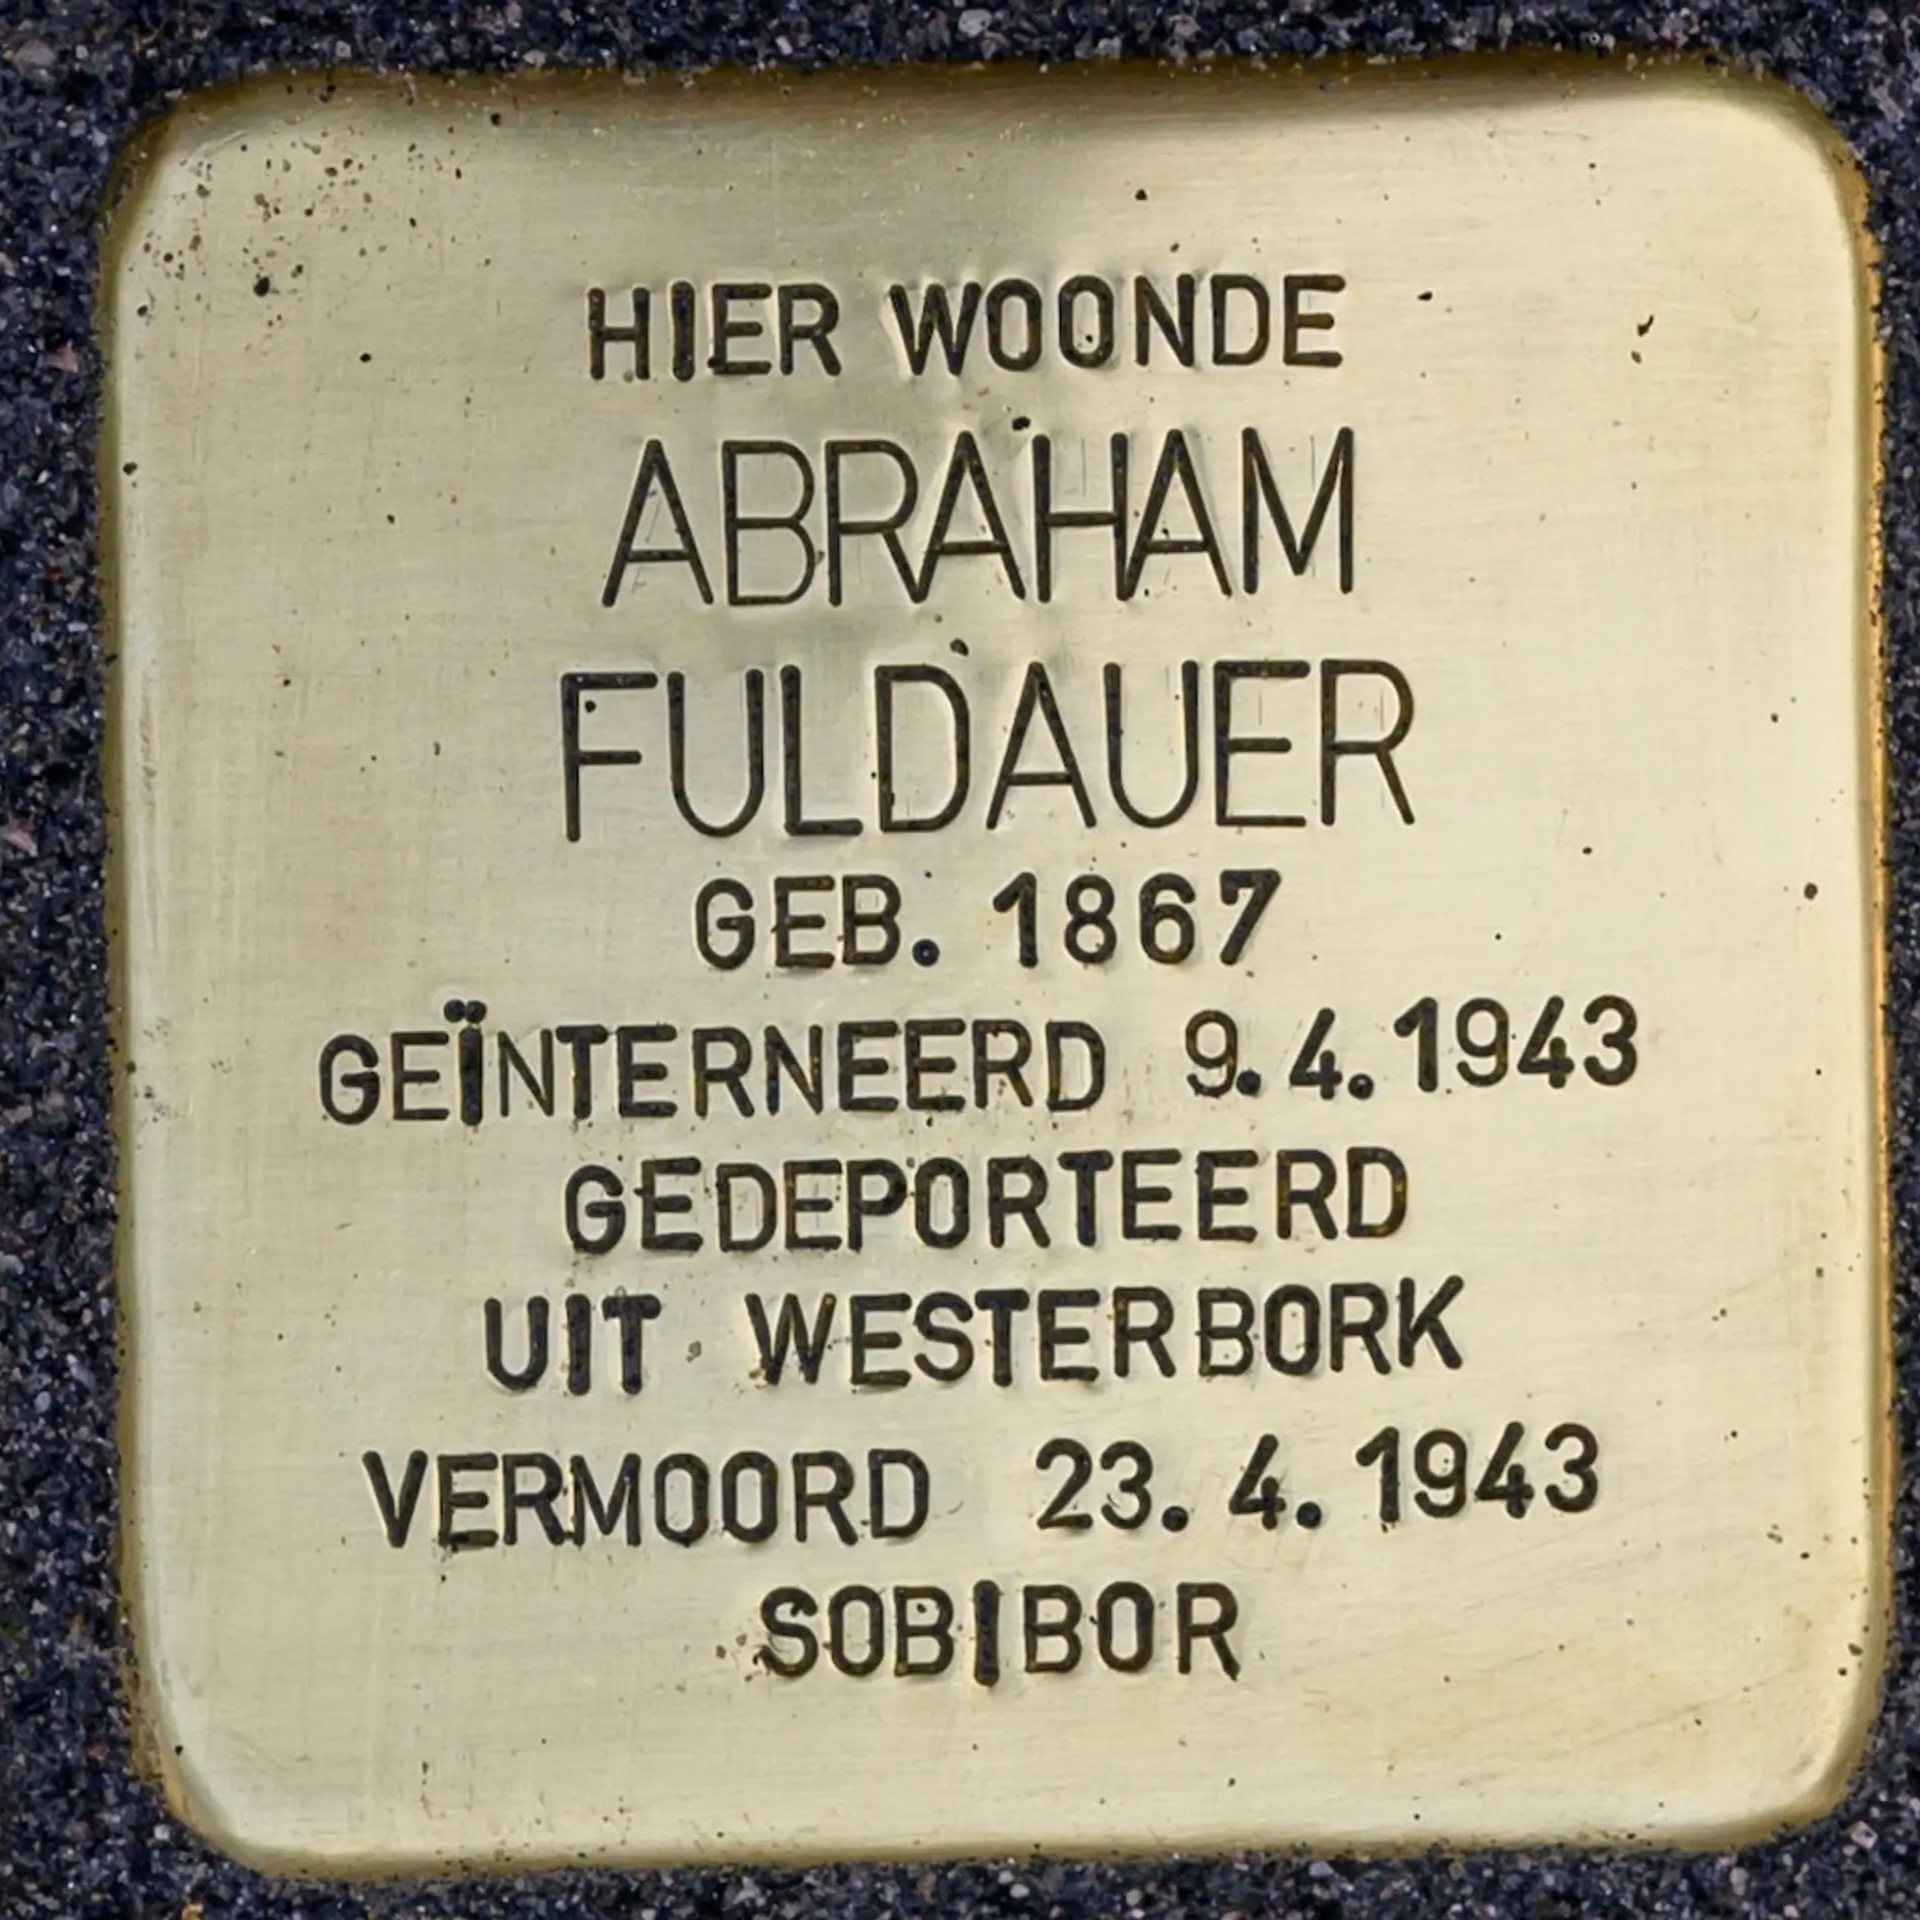 HIER WOONDE
ABRAHAM
FULDAUER
GEB. 1867
GEÏNTERNEERD 9.4.1943
GEDEPORTEERD
UIT WESTERBORK
VERMOORD 23.4.1943
SOBIBOR